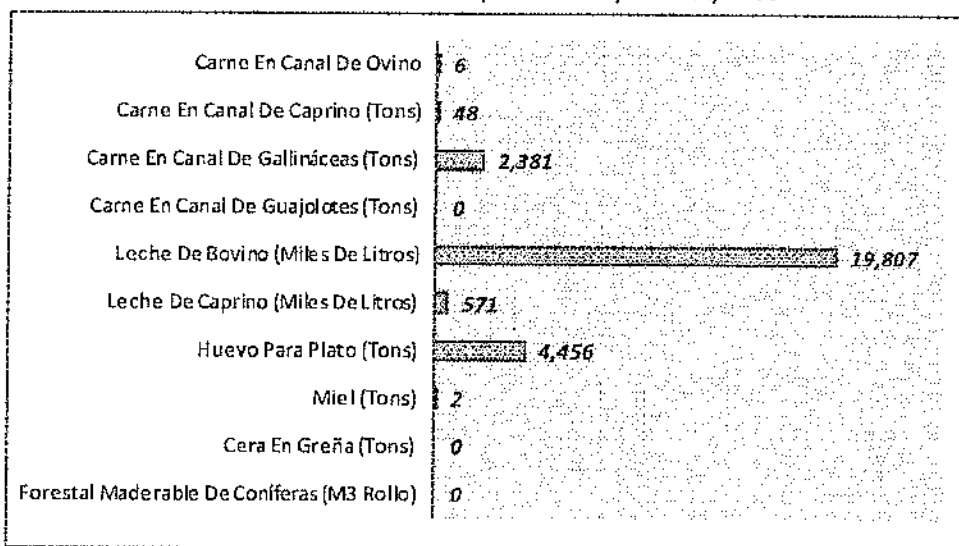 Carne En Canal De Ovino 6
Carne En Canal De Caprino (Tons) 48
Carne En Canal De Gallináceas (Tons) 2,381
Carne En Canal De Guajolotes (Tons) 0
Leche De Bovino (Miles De Litros) 19,807
Leche De Caprino (Miles De Litros) 571
Huevo Para Plato (Tons) 4,456
Miel (Tons) 2
Cera En Greña (Tons) 0
Forestal Maderable De Coníferas (M3 Rollo) 0